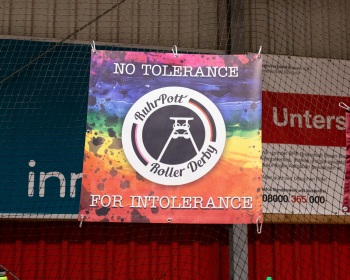 NO TOLERANCE
RuhrPott
Roller Derby
FOR INTOLERANCE
inn
Unters
08000 365 000